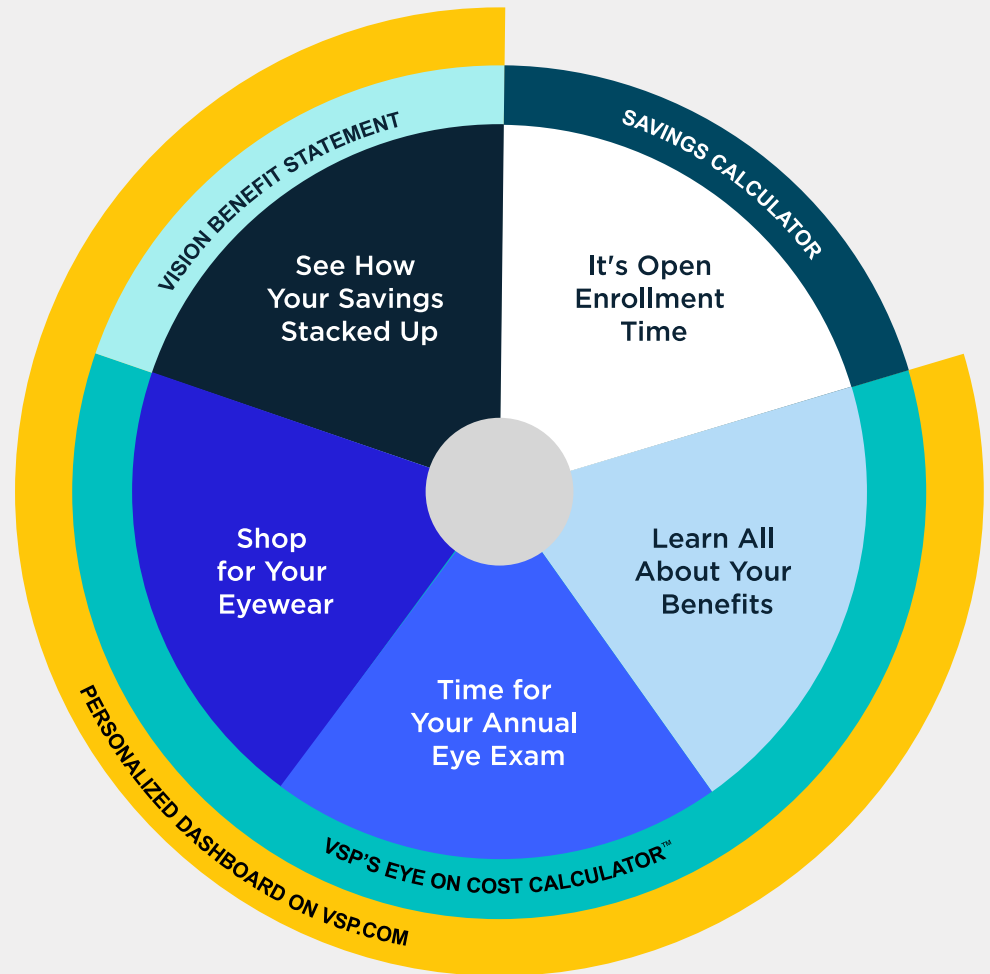 VISION BENEFIT STATEMENT
SAVINGS CALCULATOR
See How
Your Savings
Stacked Up
It's Open
Enrollment
Time
Shop
for Your
Eyewear
Learn All
About Your
Benefits
Time for
Your Annual
Eye Exam
VSP'S EYE ON COST CALCULATOR™
PERSONALIZED DASHBOARD ON VSP.COM